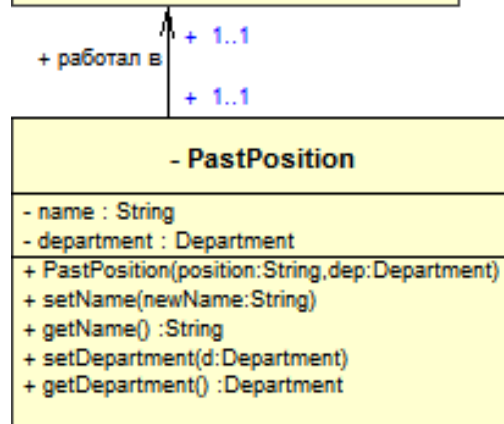 + 1..1
+ работал в
+ 1..1
- PastPosition
- name : String
- department : Department
+ PastPosition(position:String,dep:Department)
+ setName(newName:String)
+ getName() :String
+ setDepartment(d:Department)
+ getDepartment() :Department